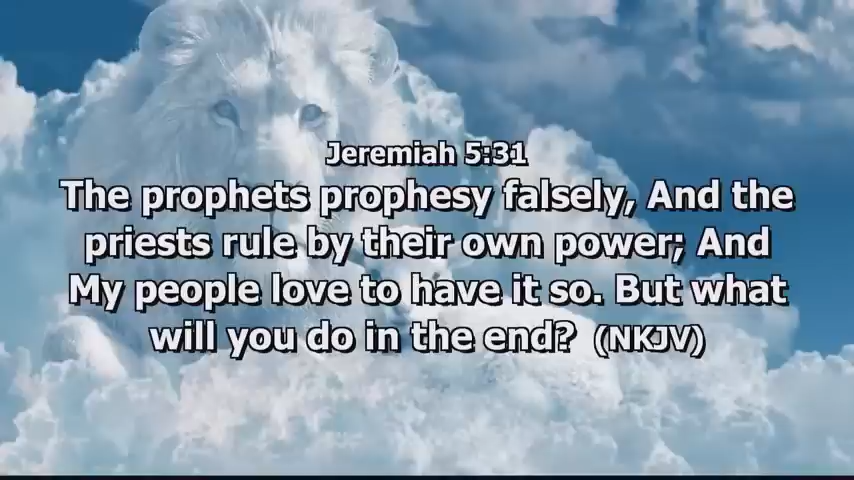 Jeremiah 5:31
The prophets prophesy falsely, And the
priests rule by their own power; And
My people love to have it so. But what
will you do in the end? (NKJV)